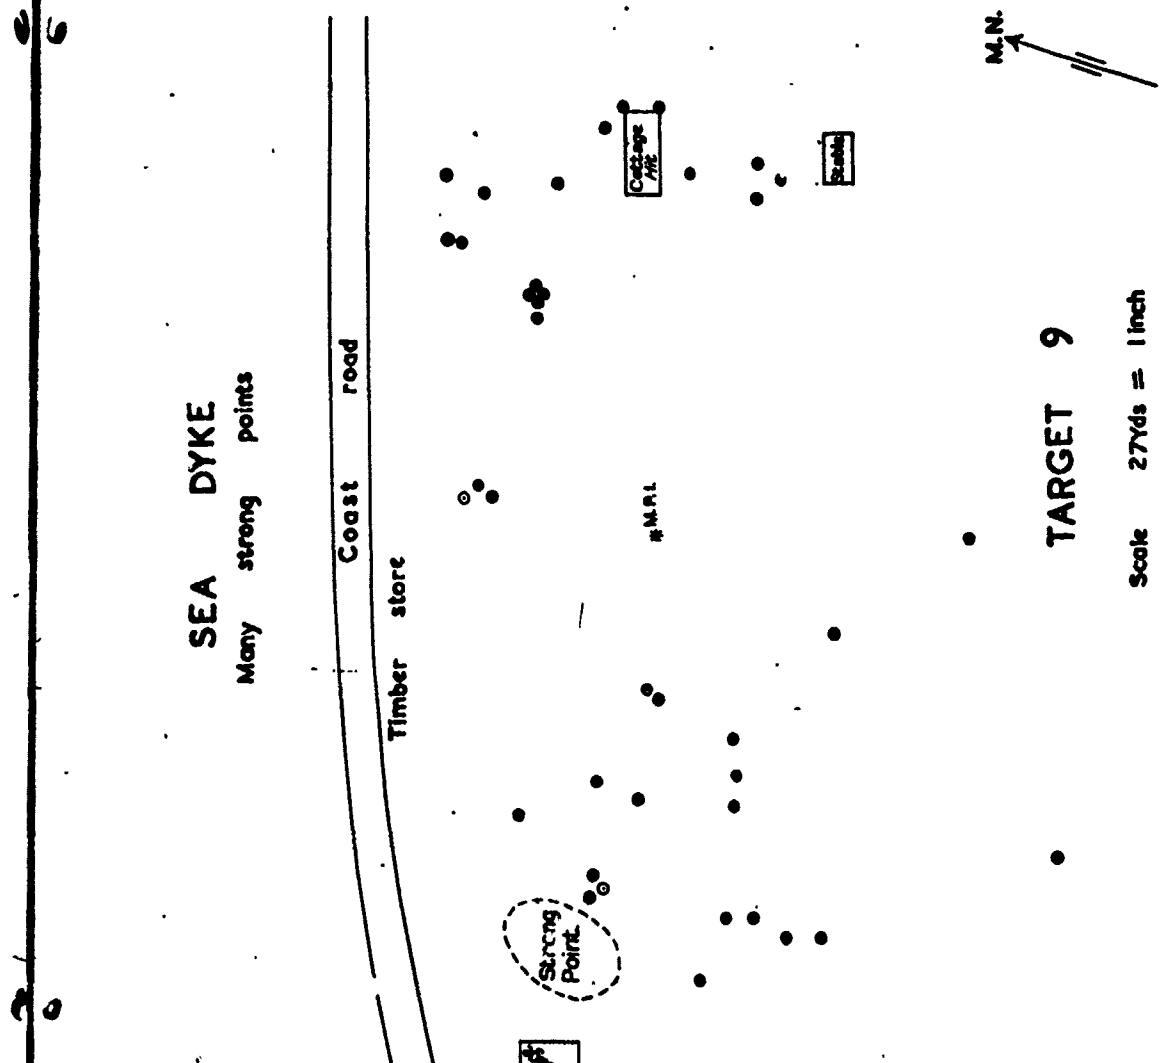 M.N.
SEA DYKE
Many strong points
Coast road
Timber store
Cottage
Hit
Stable
*M.P.I.
Strong
Point
TARGET 9
Scale 27Yds = 1 inch